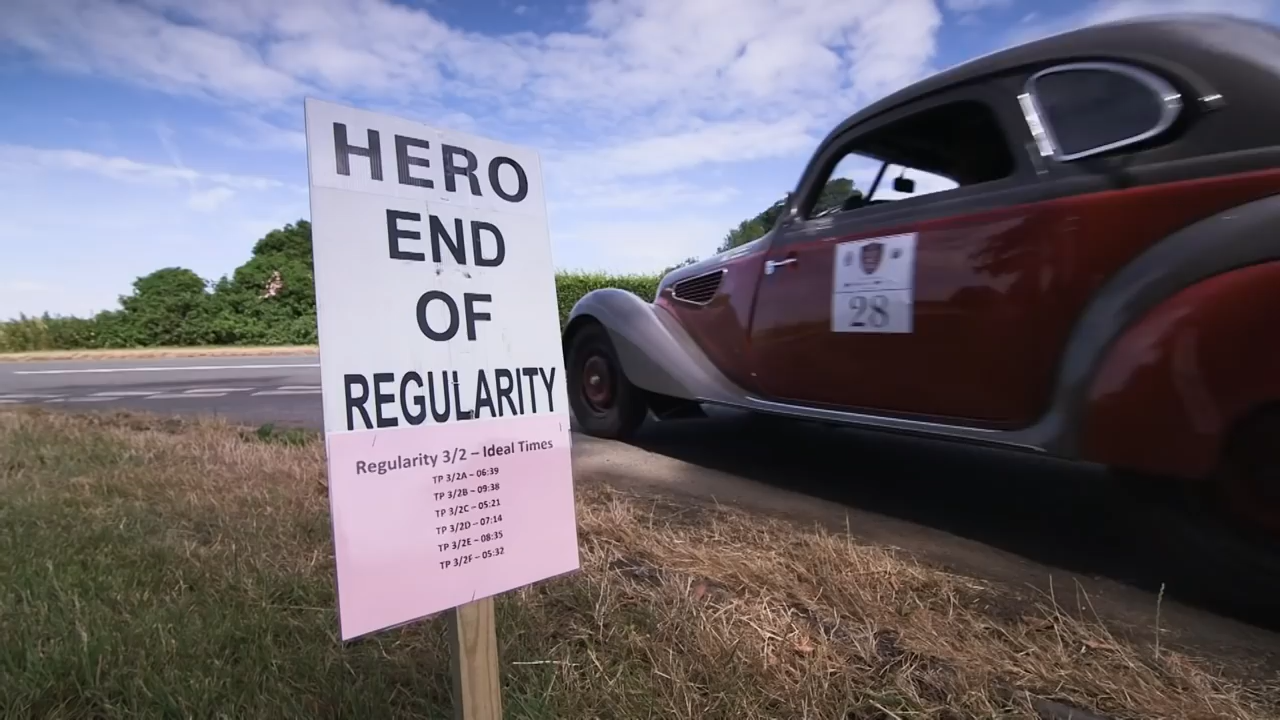 HERO
END
OF
REGULARITY
Regularity 3/2 – Ideal Times
TP 3/2A – 06:39
TP 3/2B – 09:38
TP 3/2C – 05:21
TP 3/2D – 07:14
TP 3/2E – 08:35
TP 3/2F – 05:32
28